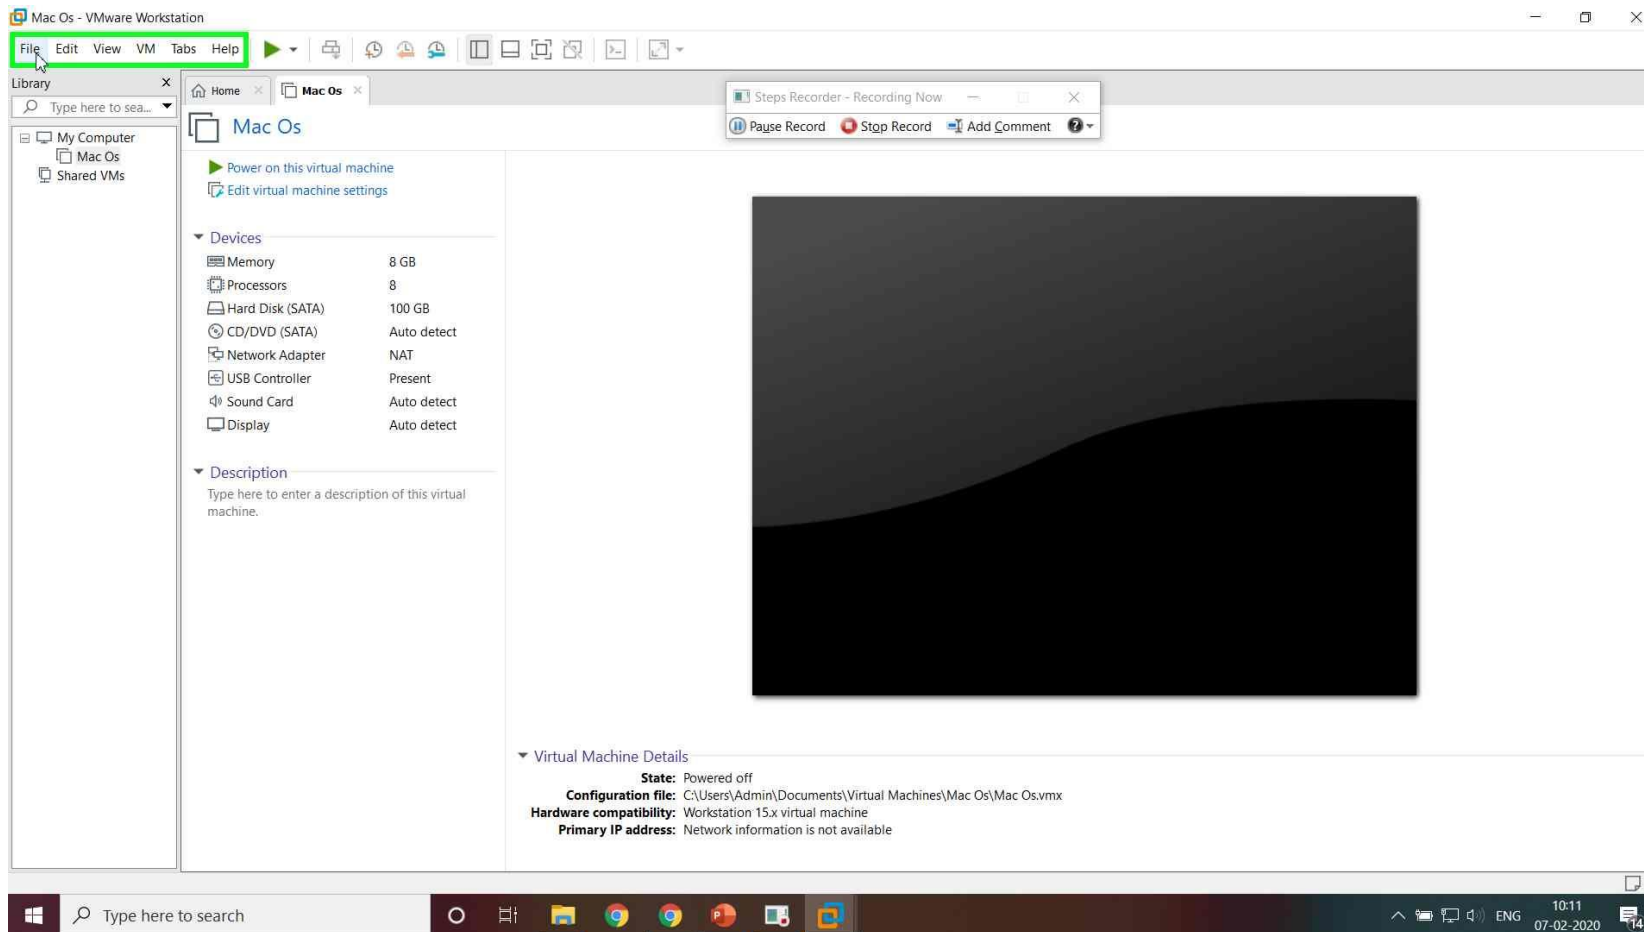 Mac Os - VMware Workstation
File Edit View VM Tabs Help
Library
Type here to sea...
My Computer
Mac Os
Shared VMs
Home
Mac Os
Steps Recorder - Recording Now
Pause Record Stop Record Add Comment
Mac Os
Power on this virtual machine
Edit virtual machine settings
Devices
Memory 8 GB
Processors 8
Hard Disk (SATA) 100 GB
CD/DVD (SATA) Auto detect
Network Adapter NAT
USB Controller Present
Sound Card Auto detect
Display Auto detect
Description
Type here to enter a description of this virtual
machine.
Virtual Machine Details
State: Powered off
Configuration file: C:\Users\Admin\Documents\Virtual Machines\Mac Os\Mac Os.vmx
Hardware compatibility: Workstation 15.x virtual machine
Primary IP address: Network information is not available
Type here to search
ENG
10:11
07-02-2020
14